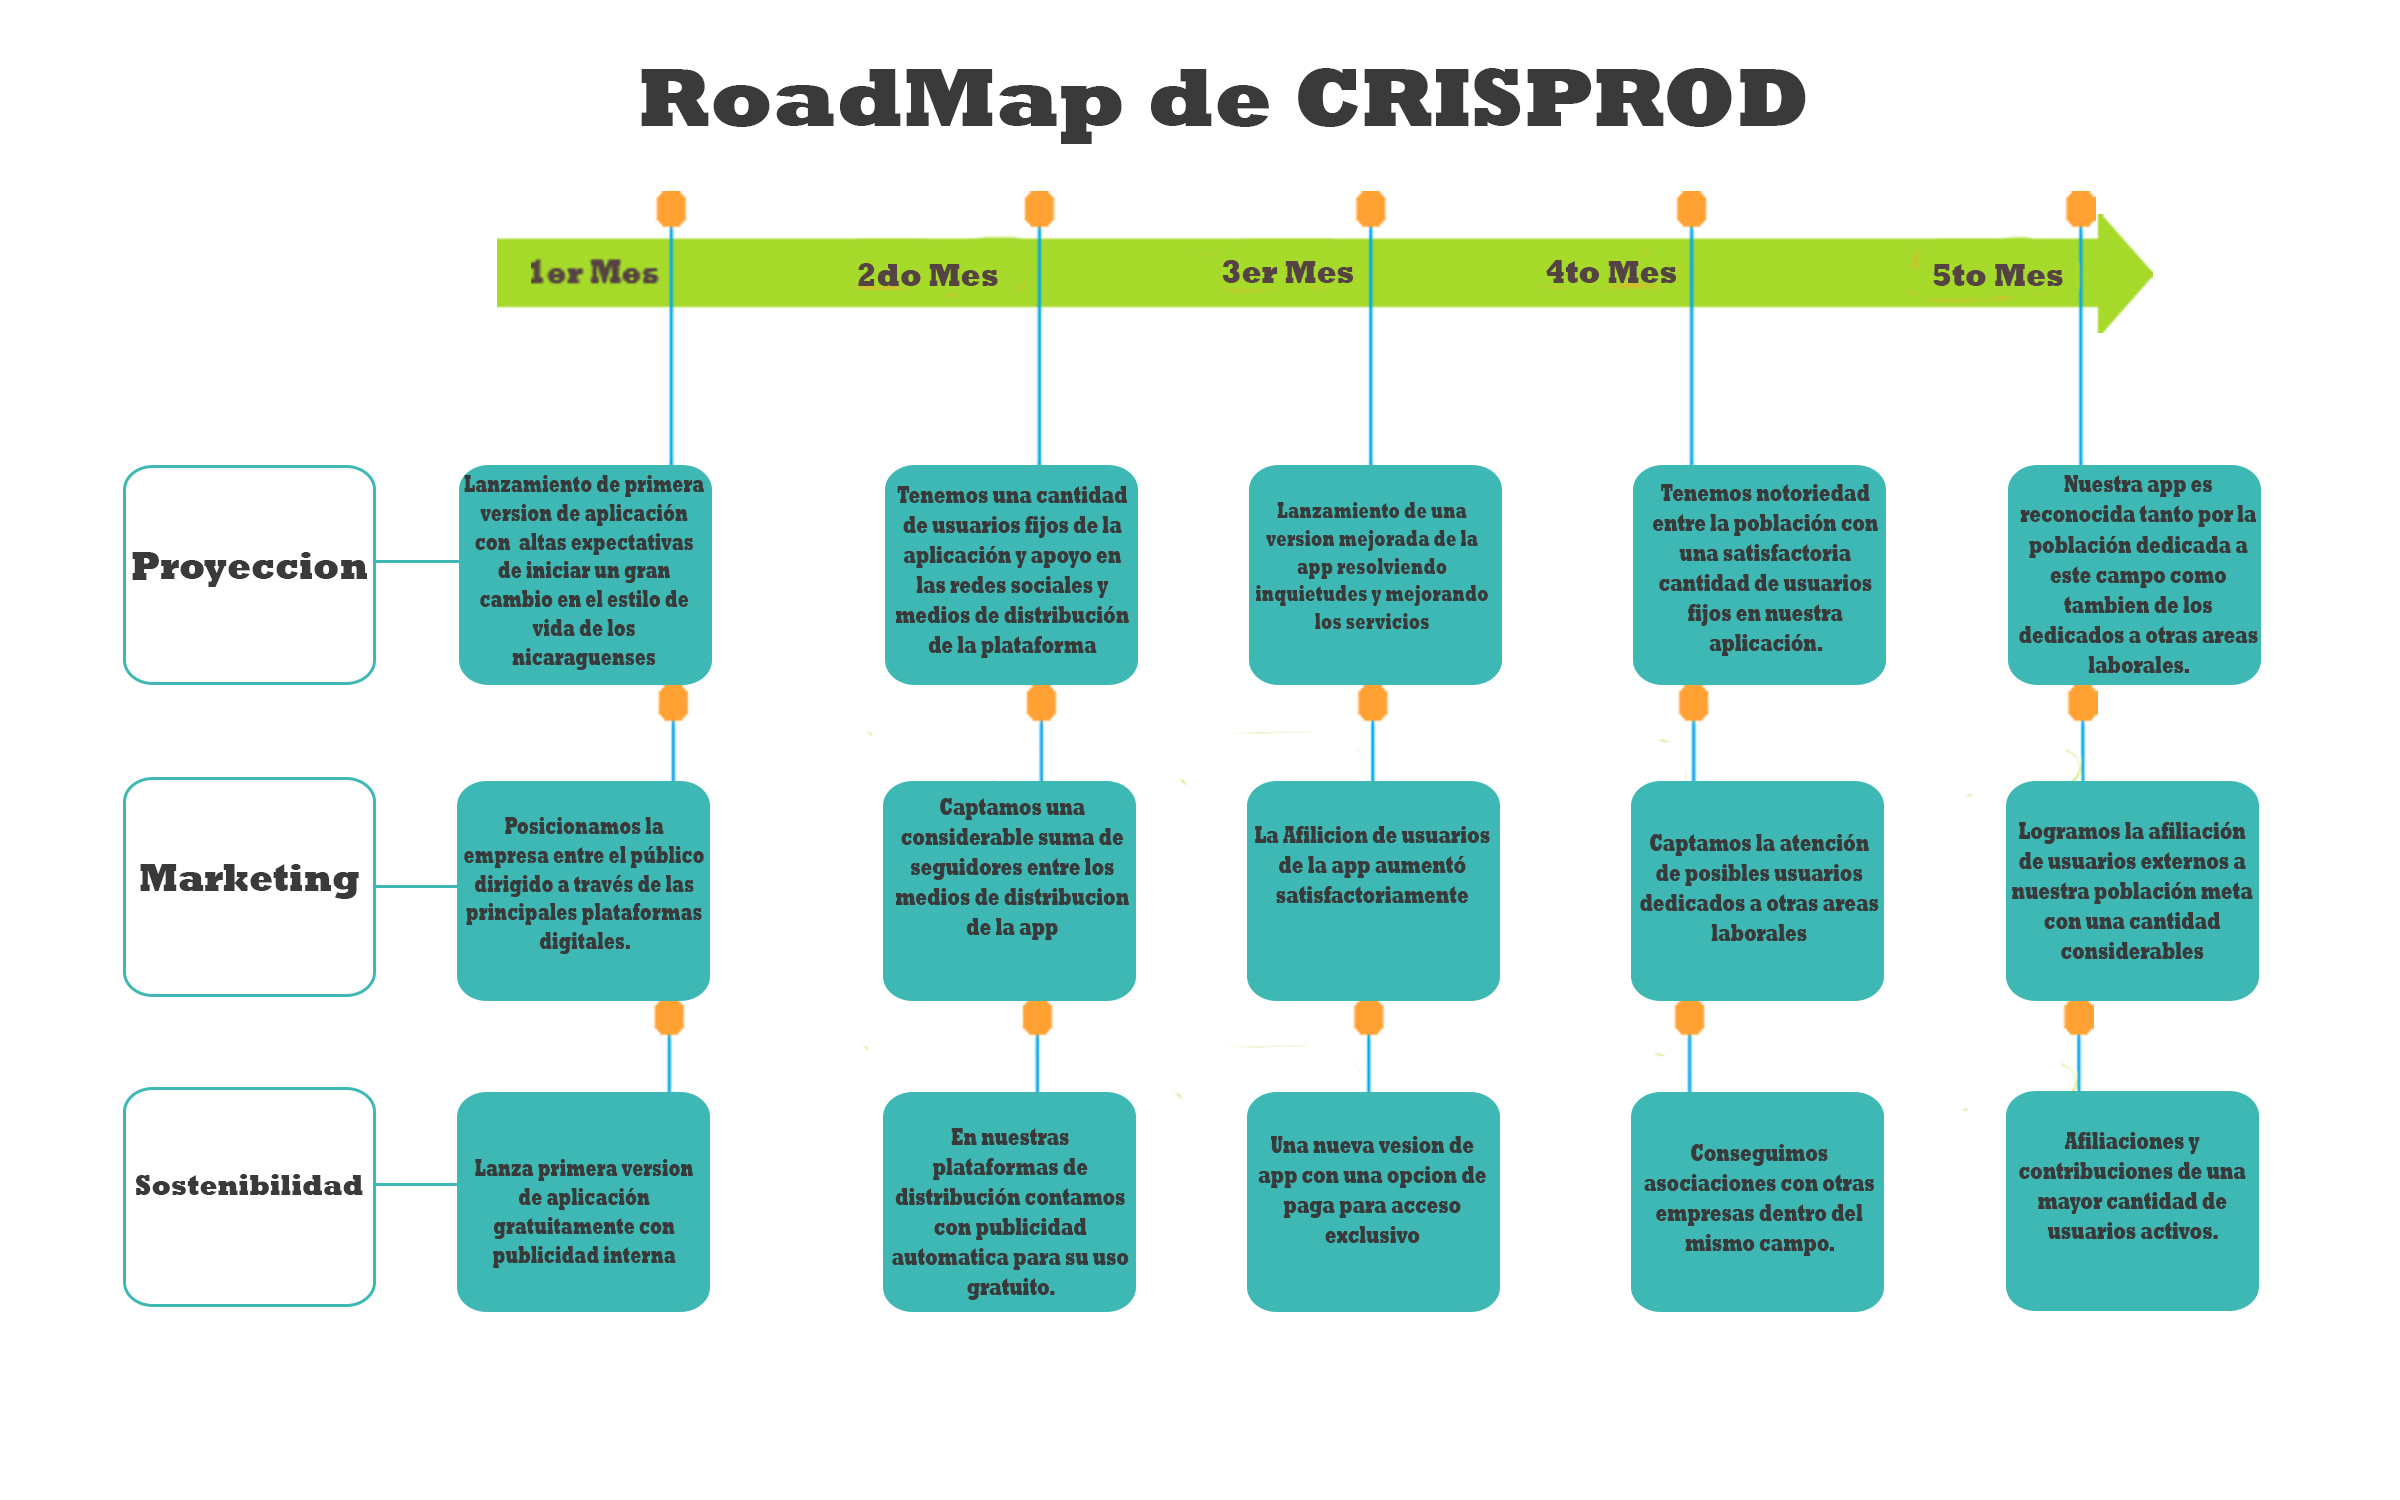 RoadMap de CRISPROD
1er Mes
2do Mes
3er Mes
4to Mes
5to Mes
Proyeccion
Lanzamiento de primera
version de aplicación
con altas expectativas
de iniciar un gran
cambio en el estilo de
vida de los
nicaraguenses
Tenemos una cantidad
de usuarios fijos de la
aplicación y apoyo en
las redes sociales y
medios de distribución
de la plataforma
Lanzamiento de una
version mejorada de la
app resolviendo
inquietudes y mejorando
los servicios
Tenemos notoriedad
entre la población con
una satisfactoria
cantidad de usuarios
fijos en nuestra
aplicación.
Nuestra app es
reconocida tanto por la
población dedicada a
este campo como
tambien de los
dedicados a otras areas
laborales.
Marketing
Posicionamos la
empresa entre el público
dirigido a través de las
principales plataformas
digitales.
Captamos una
considerable suma de
seguidores entre los
medios de distribucion
de la app
La Afilicion de usuarios
de la app aumentó
satisfactoriamente
Captamos la atención
de posibles usuarios
dedicados a otras areas
laborales
Logramos la afiliación
de usuarios externos a
nuestra población meta
con una cantidad
considerables
Sostenibilidad
Lanza primera version
de aplicación
gratuitamente con
publicidad interna
En nuestras
plataformas de
distribución contamos
con publicidad
automatica para su uso
gratuito.
Una nueva vesion de
app con una opcion de
paga para acceso
exclusivo
Conseguimos
asociaciones con otras
empresas dentro del
mismo campo.
Afiliaciones y
contribuciones de una
mayor cantidad de
usuarios activos.